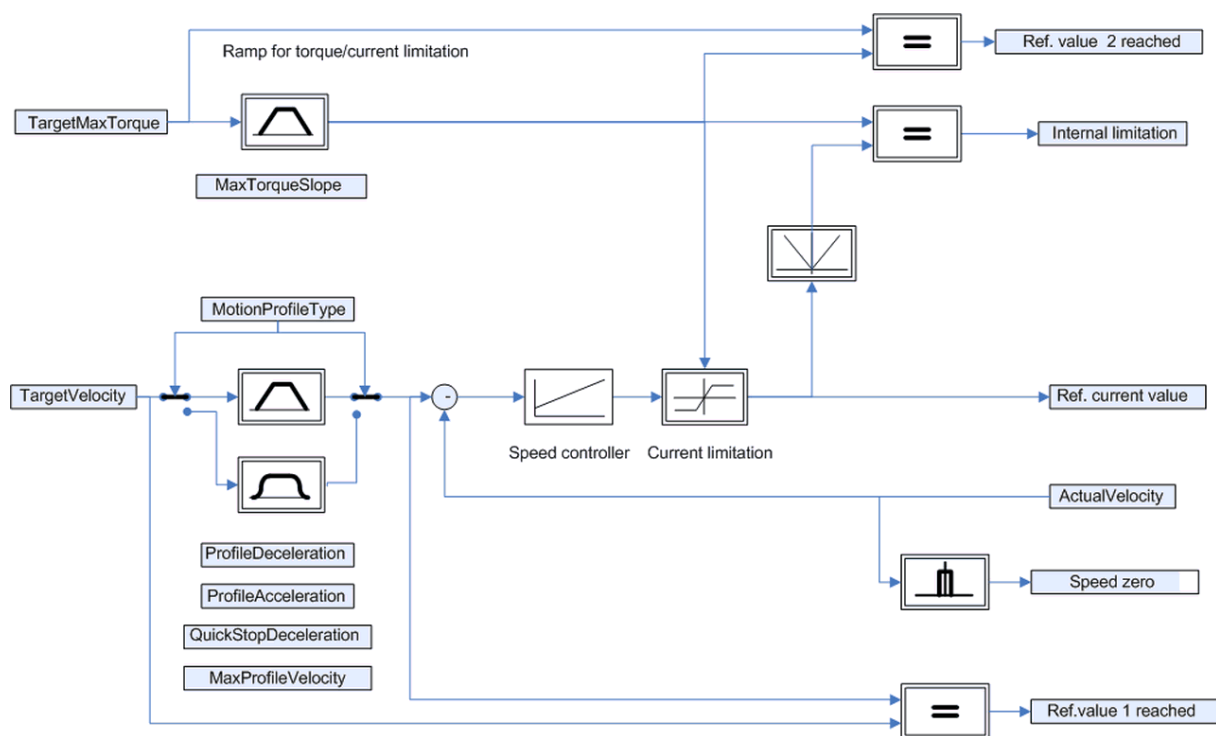 Ref. value 2 reached
Ramp for torque/current limitation
TargetMaxTorque
Internal limitation
MaxTorqueSlope
MotionProfileType
TargetVelocity
-
Ref. current value
Speed controller
Current limitation
ActualVelocity
ProfileDeceleration
Speed zero
ProfileAcceleration
QuickStopDeceleration
MaxProfileVelocity
Ref.value 1 reached